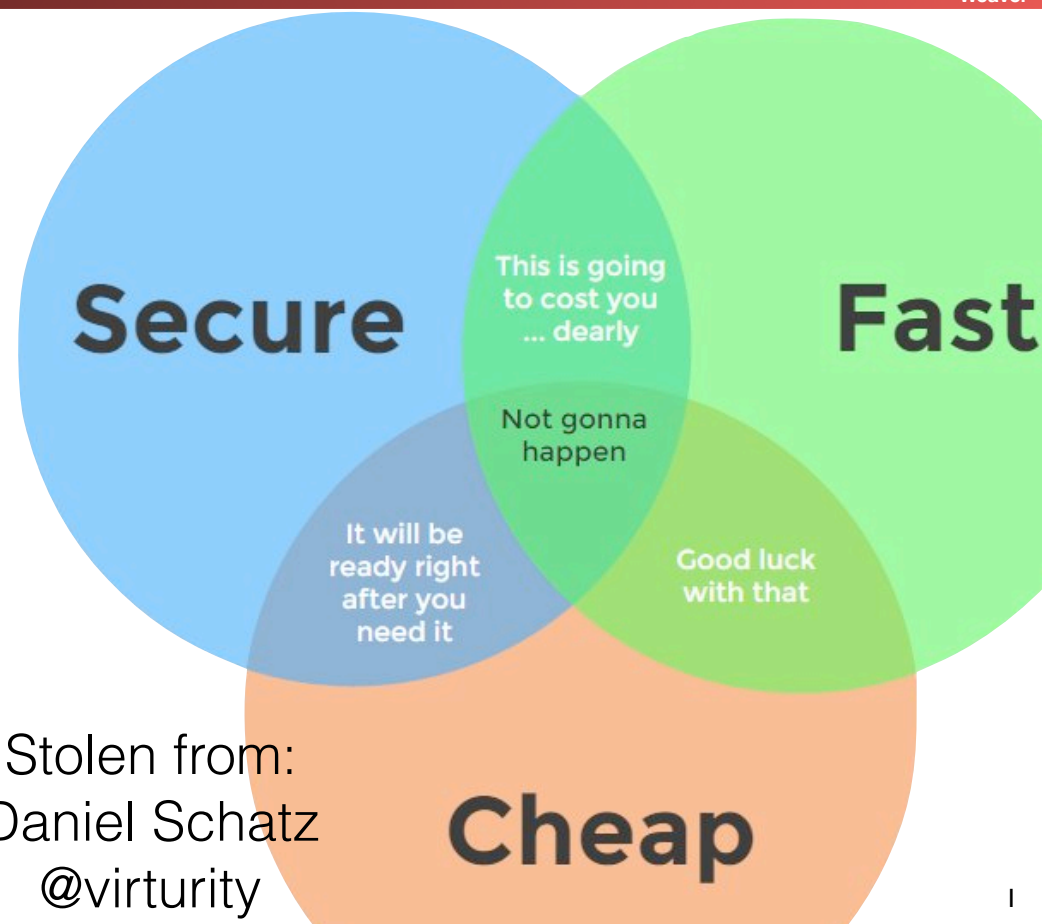 Weaver
This is going
to cost you
... dearly
Secure
Fast
Not gonna
happen
It will be
ready right
after you
need it
Good luck
with that
Stolen from:
Daniel Schatz
@virturity
Cheap